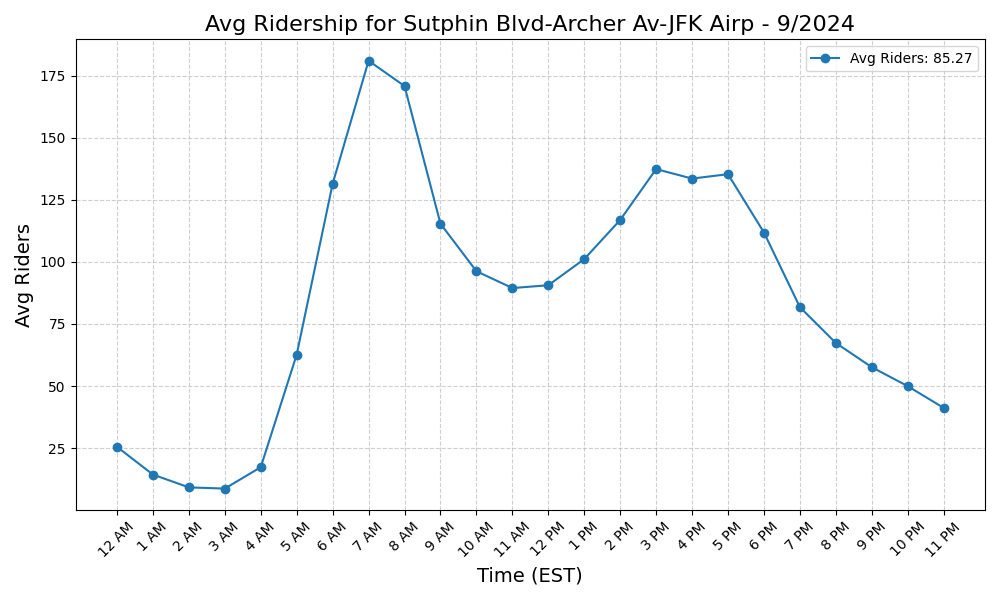 Avg Ridership for Sutphin Blvd-Archer Av-JFK Airp - 9/2024
Avg Riders: 85.27
Avg Riders
175
150
125
100
75
50
25
12 AM
1 AM
2 AM
3 AM
4 AM
5 AM
6 AM
7 AM
8 AM
9 AM
10 AM
11 AM
12 PM
1 PM
2 PM
3 PM
4 PM
5 PM
6 PM
7 PM
8 PM
9 PM
10 PM
11 PM
Time (EST)